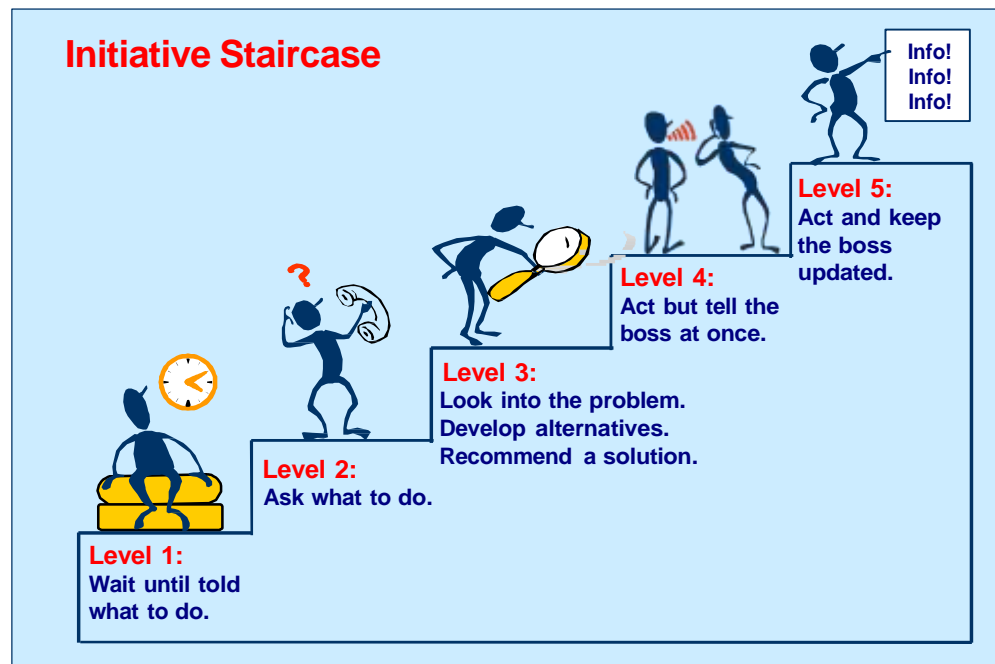 Initiative Staircase
Info!
Info!
Info!
Level 5:
Act and keep
the boss
updated.
Level 4:
Act but tell the
boss at once.
?
Level 3:
Look into the problem.
Develop alternatives.
Recommend a solution.
Level 2:
Ask what to do.
Level 1:
Wait until told
what to do.